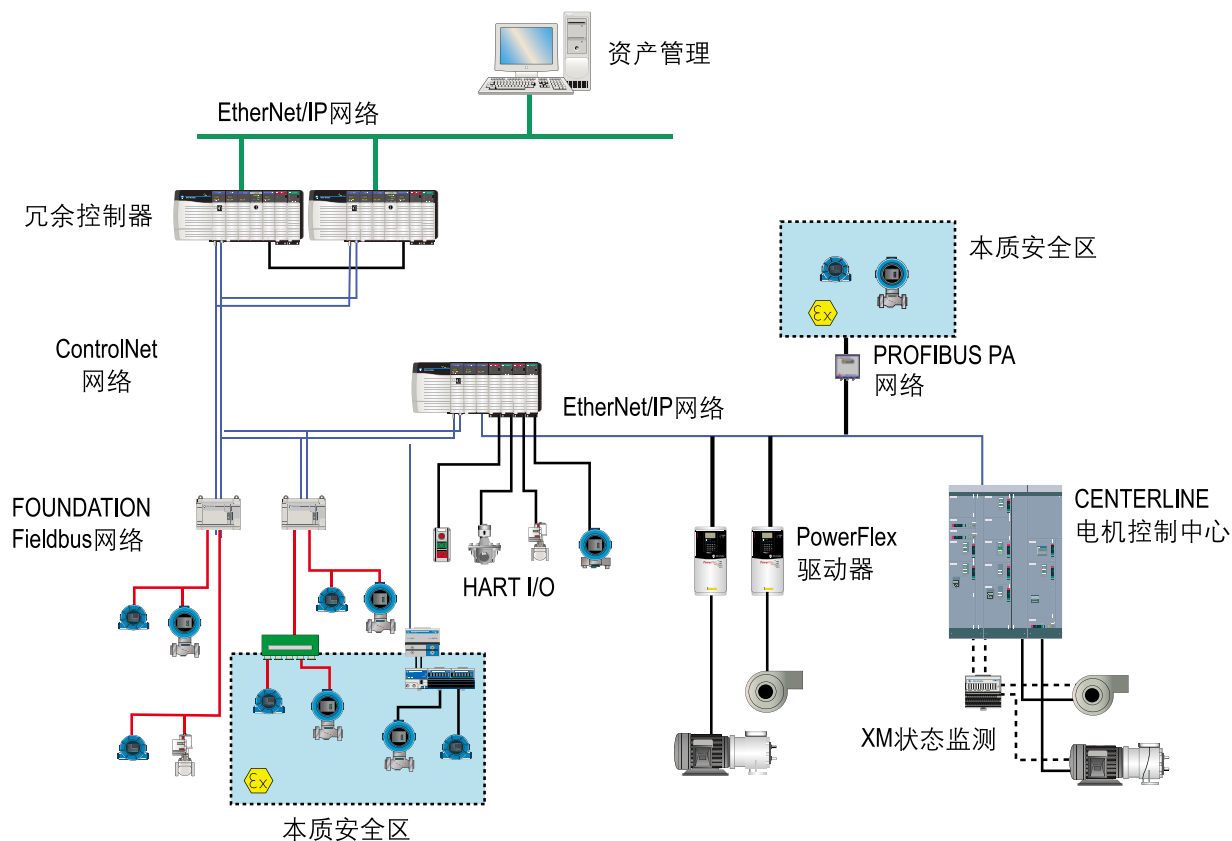 资产管理
EtherNet/IP网络
冗余控制器
本质安全区
εx
ControlNet
网络
PROFIBUS PA
网络
EtherNet/IP网络
FOUNDATION
Fieldbus网络
CENTERLINE
电机控制中心
PowerFlex
驱动器
HART I/O
XM状态监测
εx
本质安全区